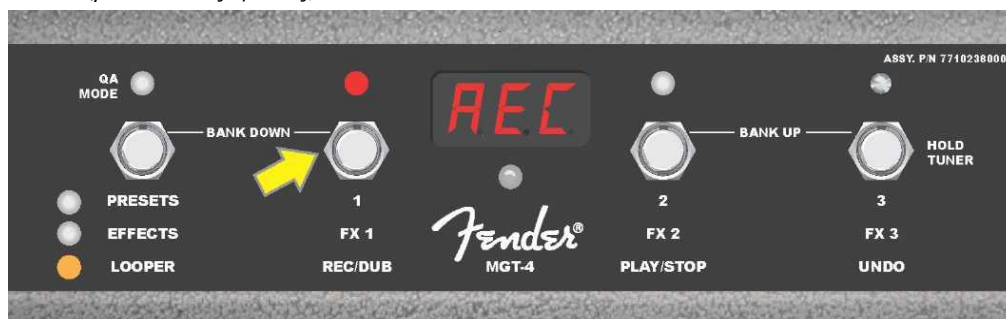 ASSY. P/N 7710238000
QA
MODE
AEC
BANK DOWN
BANK UP
HOLD
TUNER
PRESETS 1 2 3
EFFECTS FX 1 Fender® FX 2 FX 3
LOOPER REC/DUB MGT-4 PLAY/STOP UNDO